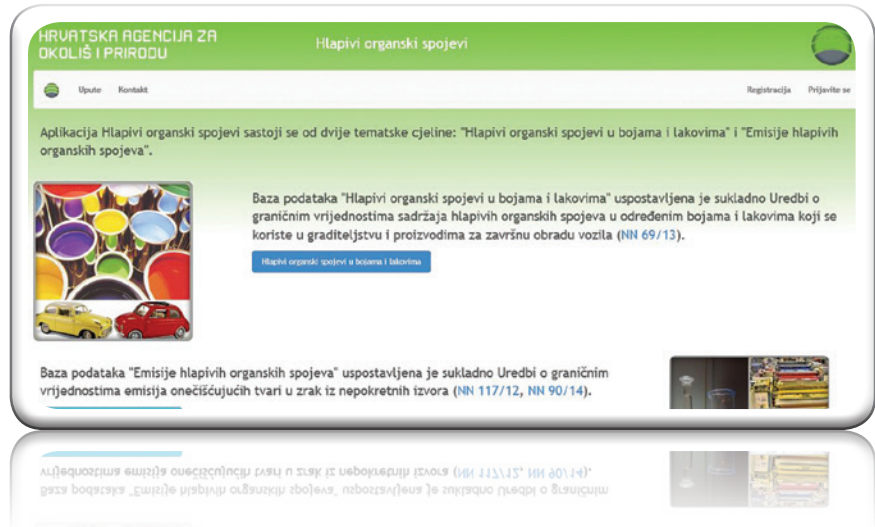 HRVATSKA AGENCIJA ZA
OKOLIŠ I PRIRODU
Hlapivi organski spojevi
Upute Kontakt Registracija Prijavite se
Aplikacija Hlapivi organski spojevi sastoji se od dvije tematske cjeline: "Hlapivi organski spojevi u bojama i lakovima" i "Emisije hlapivih
organskih spojeva".
Baza podataka "Hlapivi organski spojevi u bojama i lakovima" uspostavljena je sukladno Uredbi o
graničnim vrijednostima sadržaja hlapivih organskih spojeva u određenim bojama i lakovima koji se
koriste u graditeljstvu i proizvodima za završnu obradu vozila (NN 69/13).
Hlapivi organski spojevi u bojama i lakovima
Baza podataka "Emisije hlapivih organskih spojeva" uspostavljena je sukladno Uredbi o graničnim
vrijednostima emisija onečišćujućih tvari u zrak iz nepokretnih izvora (NN 117/12, NN 90/14).